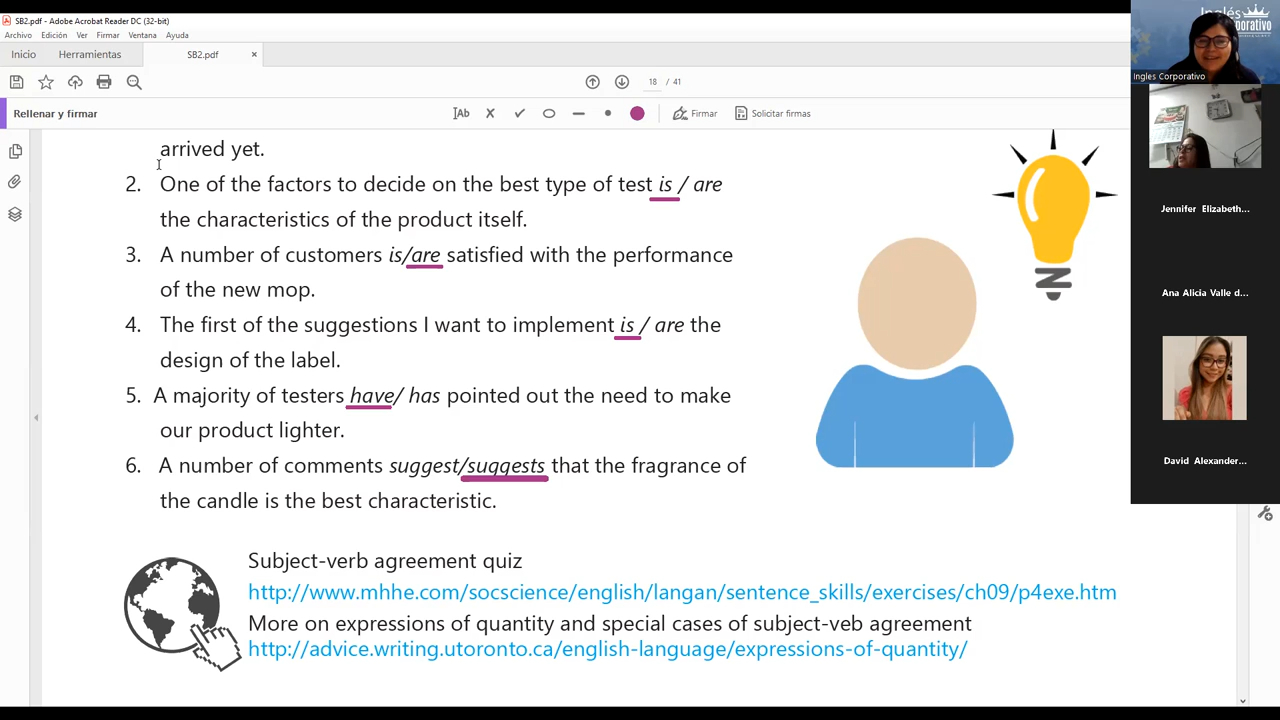 SB2.pdf - Adobe Acrobat Reader DC (32-bit)
Archivo Edición Ver Firmar Ventana Ayuda
Inicio Herramientas SB2.pdf ×
18 / 41
Rellenar y firmar
Ab Firmar Solicitar firmas
arrived yet.
2. One of the factors to decide on the best type of test is / are
the characteristics of the product itself.
3. A number of customers is/are satisfied with the performance
of the new mop.
4. The first of the suggestions I want to implement is / are the
design of the label.
5. A majority of testers have/ has pointed out the need to make
our product lighter.
6. A number of comments suggest/suggests that the fragrance of
the candle is the best characteristic.
Subject-verb agreement quiz
http://www.mhhe.com/socscience/english/langan/sentence_skills/exercises/ch09/p4exe.htm
More on expressions of quantity and special cases of subject-veb agreement
http://advice.writing.utoronto.ca/english-language/expressions-of-quantity/
Inglés
Ingles Corporativo
Jennifer Elizabeth...
Ana Alicia Valle d...
David Alexander...